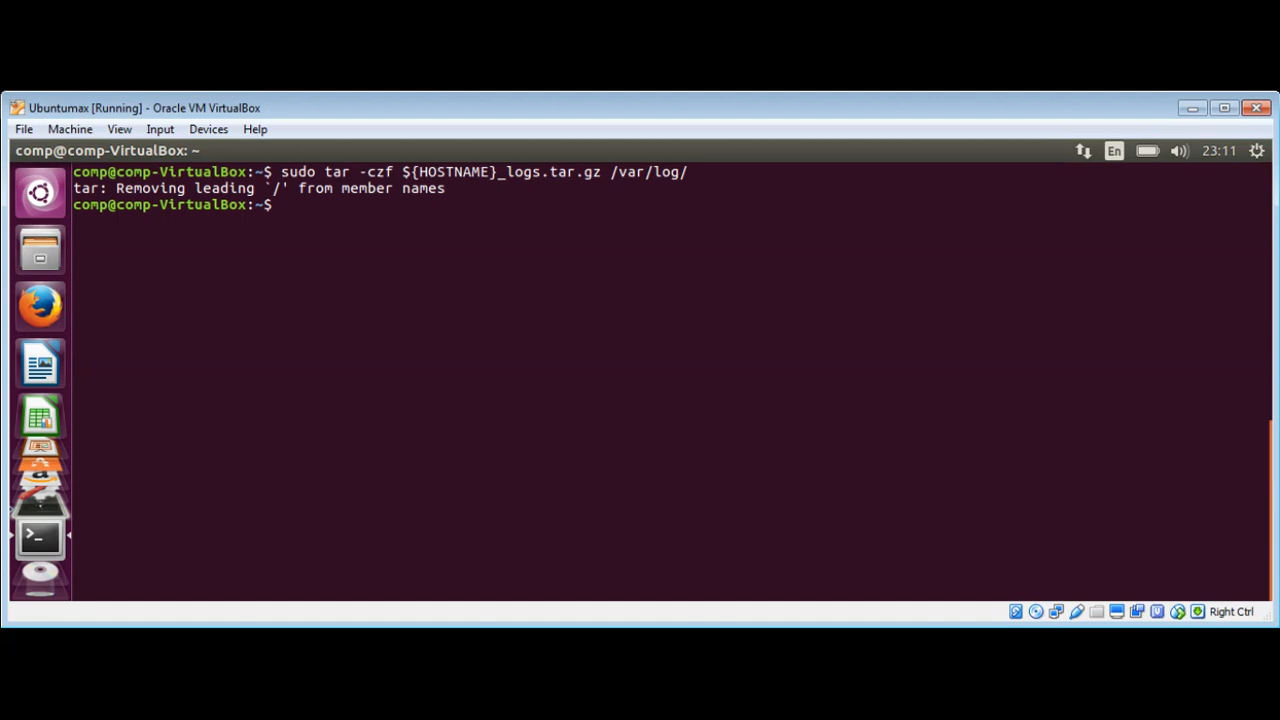 Ubuntumax [Running] - Oracle VM VirtualBox
File Machine View Input Devices Help
comp@comp-VirtualBox: ~
En
23:11
comp@comp-VirtualBox:~$ sudo tar -czf ${HOSTNAME}_logs.tar.gz /var/log/
tar: Removing leading `/' from member names
comp@comp-VirtualBox:~$
Right Ctrl